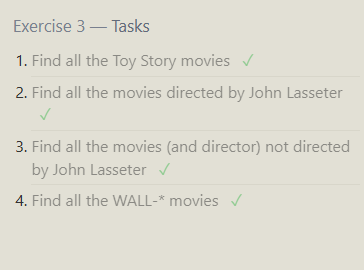 Exercise 3 — Tasks
1. Find all the Toy Story movies ✓
2. Find all the movies directed by John Lasseter
✓
3. Find all the movies (and director) not directed
by John Lasseter ✓
4. Find all the WALL-* movies ✓